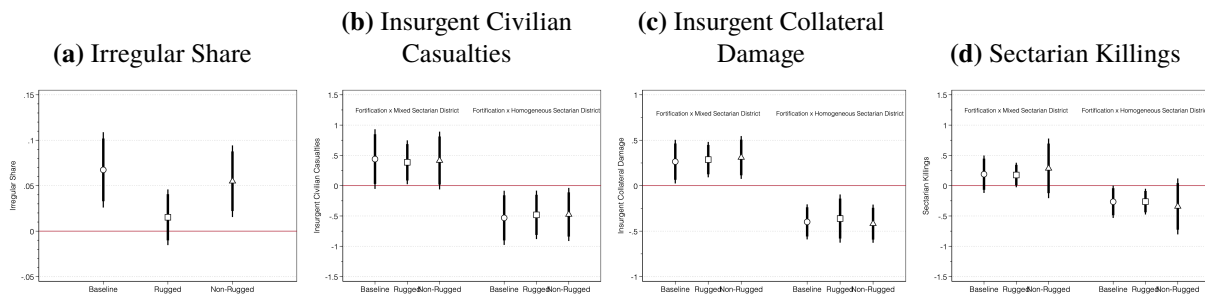 (a) Irregular Share
(b) Insurgent Civilian
Casualties
(c) Insurgent Collateral
Damage
(d) Sectarian Killings
.15
.1
.05
0
-.05
Irregular Share
Baseline Rugged Non-Rugged
1.5
1
.5
0
-.5
-1
-1.5
Insurgent Civilian Casualties
Fortification x Mixed Sectarian District Fortification x Homogeneous Sectarian District
Baseline Rugged Non-Rugged Baseline Rugged Non-Rugged
1
.5
0
-.5
-1
Insurgent Collateral Damage
Fortification x Mixed Sectarian District Fortification x Homogeneous Sectarian District
Baseline Rugged Non-Rugged Baseline Rugged Non-Rugged
1.5
1
.5
0
-.5
-1
-1.5
Sectarian Killings
Fortification x Mixed Sectarian District Fortification x Homogeneous Sectarian District
Baseline Rugged Non-Rugged Baseline Rugged Non-Rugged